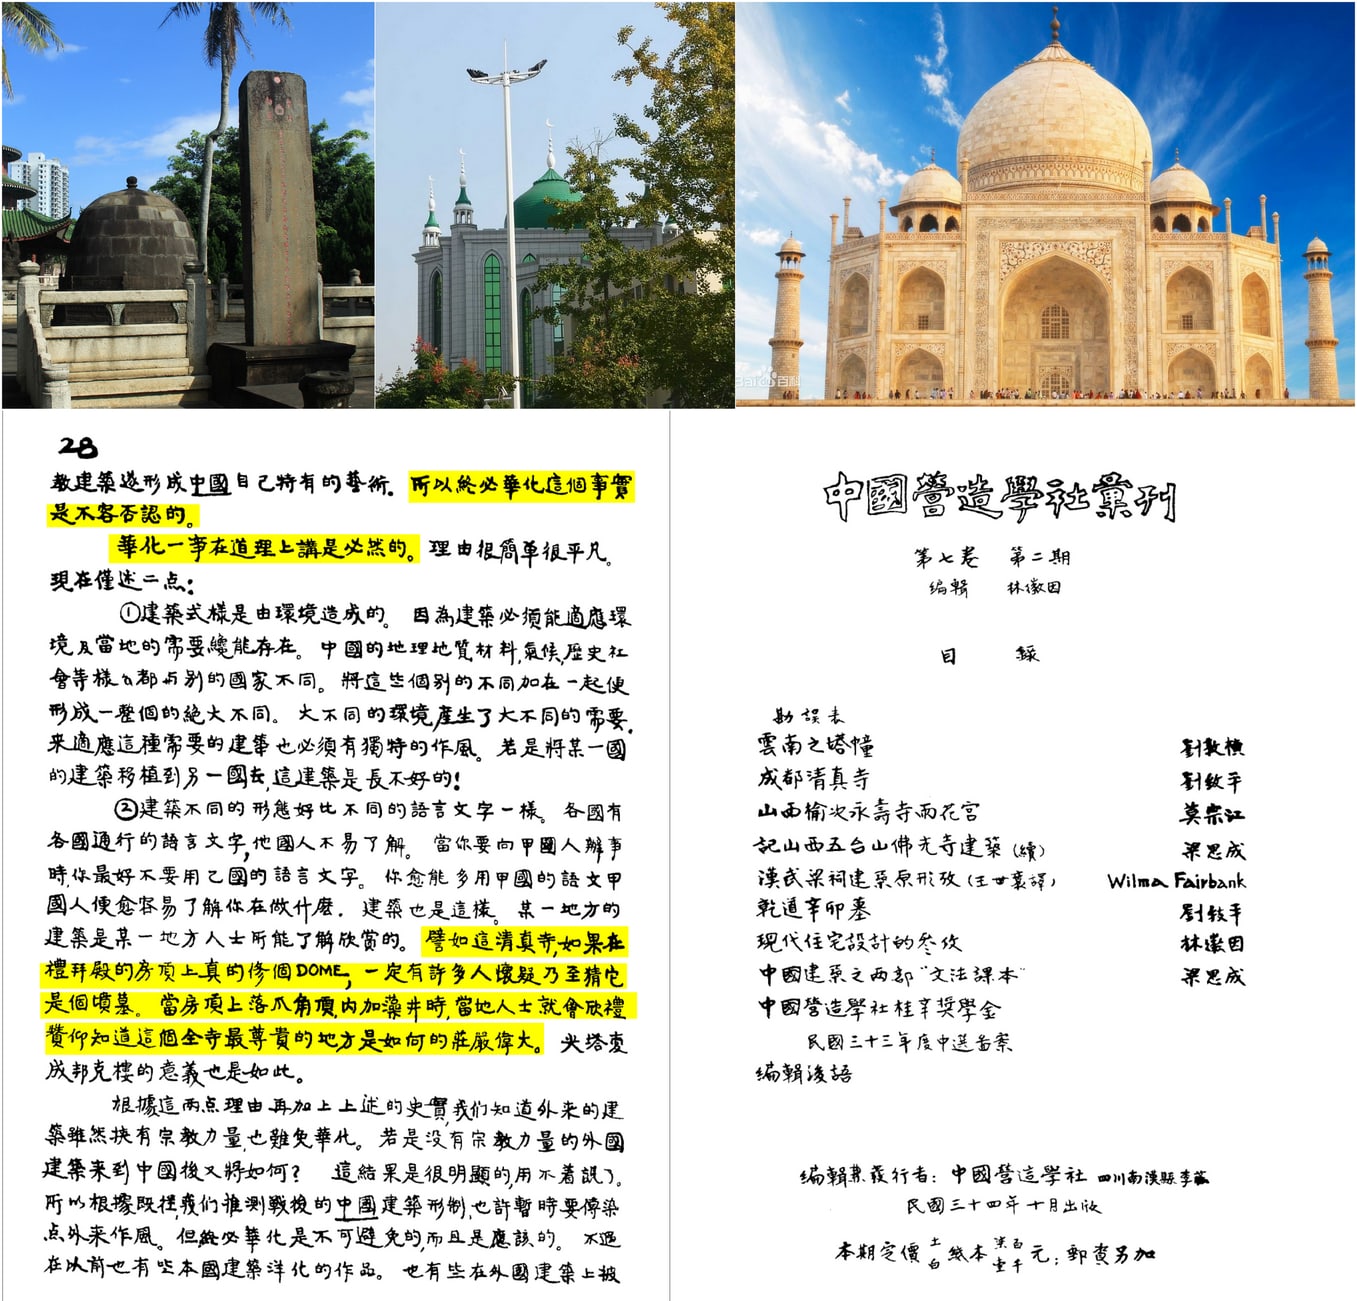 Baidu百科
28
教建築遂形成中國自己特有的藝術。所以終必華化這個事實
是不容否認的。
華化一事在道理上講是必然的。理由很簡單很平凡。
現在僅述二点：
①建築式樣是由環境造成的。因為建築必須能適應環
境及當地的需要纔能存在。中國的地理地質材料,氣候,歷史社
會等樣々都与别的國家不同。將這些個别的不同加在一起便
形成一整個的絶大不同。大不同的環境產生了大不同的需要.
来適應這種需要的建築也必須有獨特的作風。若是將某一國
的建築移植到另一國去,這建築是長不好的!
②建築不同的形態好比不同的語言文字一樣。各國有
各國通行的語言文字,他國人不易了解。當你要向甲國人辦事
時,你最好不要用乙國的語言文字。你愈能多用甲國的語文甲
國人便愈容易了解你在做什麽.建築也是這樣。某一地方的
建築是某一地方人士所能了解欣賞的。譬如這清真寺,如果在
禮拜殿的房頂上真的修個DOME,一定有許多人懷疑乃至猜它
是個墳墓。當房頂上落爪角頂,内加藻井時,當地人士就會欣禮
贊仰知道這個全寺最尊貴的地方是如何的莊嚴偉大。尖塔变
成邦克樓的意義也是如此。
根據這兩点理由再加上上述的史實,我們知道外来的建
築雖然挾有宗教力量,也難免華化。若是没有宗教力量的外國
建築来到中國後又將如何?這結果是很明顯的,用不着説了。
所以根據既往,我們推測戰後的中國建築形制,也許暫時要傳染
点外来作風。但終必華化是不可避免的,而且是應該的。不過
在以前也有些本國建築洋化的作品。也有些在外國建築上被
中國營造學社彙刊
第七卷 第二期
编輯 林徽因
目 録
勘誤表
雲南之塔幢 劉敦楨
成都清真寺 劉致平
山西榆次永壽寺雨花宫 莫宗江
記山西五台山佛光寺建築(續) 梁思成
漢武梁祠建築原形攷(王世襄譯) Wilma Fairbank
乾道辛卯墓 劉致平
現代住宅設計的参攷 林徽因
中國建築之两部"文法課本" 梁思成
中國營造學社桂辛奨學金
民國三十三年度中選圖案
编輯後語
编輯兼發行者：中國營造學社 四川南溪縣李莊
民國三十四年十月出版
本期定價 土白 紙本 元；郵資另加